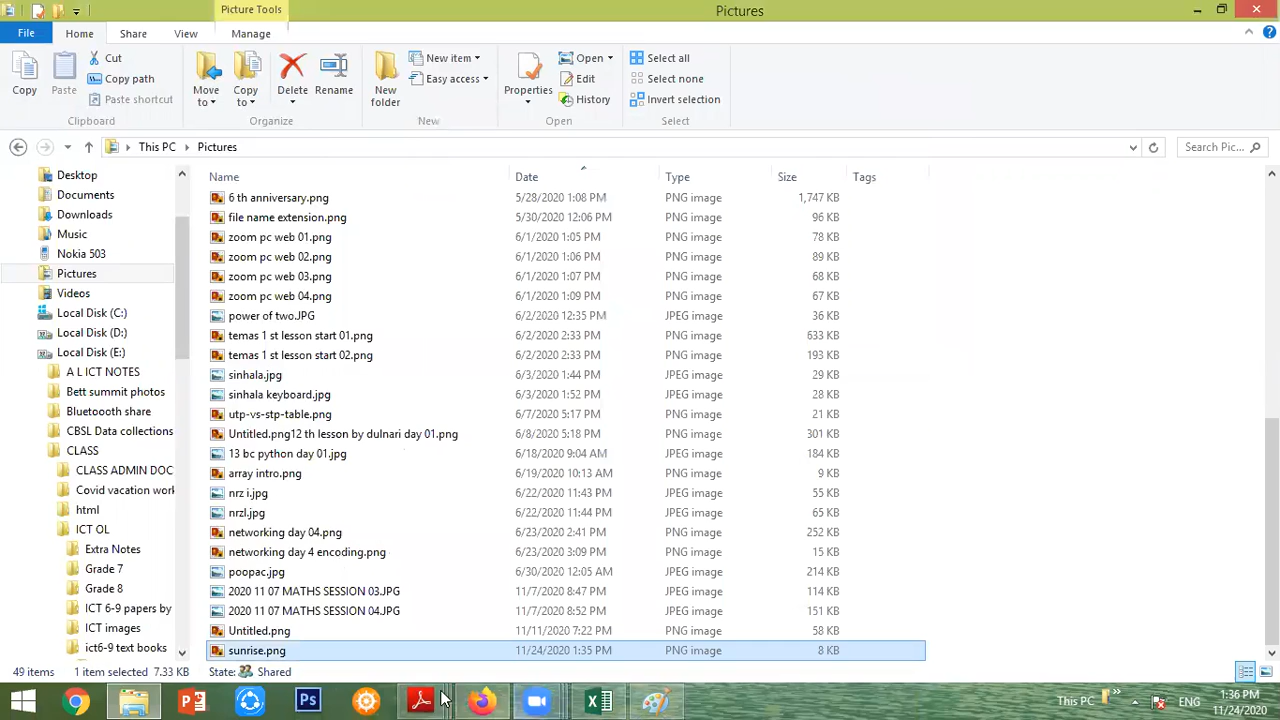 Picture Tools
Pictures
File Home Share View Manage
Copy
Paste
Cut
Copy path
Paste shortcut
Clipboard
Move to
Copy to
Delete
Rename
Organize
New folder
New item
Easy access
New
Properties
Open
Edit
History
Open
Select all
Select none
Invert selection
Select
This PC Pictures
Search Pic...
Desktop
Documents
Downloads
Music
Nokia 503
Pictures
Videos
Local Disk (C:)
Local Disk (D:)
Local Disk (E:)
A L ICT NOTES
Bett summit photos
Bluetoooth share
CBSL Data collections
CLASS
CLASS ADMIN DOC
Covid vacation work
html
ICT OL
Extra Notes
Grade 7
Grade 8
ICT 6-9 papers by
ICT images
ict6-9 text books
Name Date Type Size Tags
6 th anniversary.png 5/28/2020 1:08 PM PNG image 1,747 KB
file name extension.png 5/30/2020 12:06 PM PNG image 96 KB
zoom pc web 01.png 6/1/2020 1:05 PM PNG image 78 KB
zoom pc web 02.png 6/1/2020 1:06 PM PNG image 89 KB
zoom pc web 03.png 6/1/2020 1:07 PM PNG image 68 KB
zoom pc web 04.png 6/1/2020 1:09 PM PNG image 67 KB
power of two.JPG 6/2/2020 12:35 PM JPEG image 36 KB
temas 1 st lesson start 01.png 6/2/2020 2:33 PM PNG image 633 KB
temas 1 st lesson start 02.png 6/2/2020 2:33 PM PNG image 193 KB
sinhala.jpg 6/3/2020 1:44 PM JPEG image 29 KB
sinhala keyboard.jpg 6/3/2020 1:52 PM JPEG image 28 KB
utp-vs-stp-table.png 6/7/2020 5:17 PM PNG image 21 KB
Untitled.png12 th lesson by dulnari day 01.png 6/8/2020 5:18 PM PNG image 301 KB
13 bc python day 01.jpg 6/18/2020 9:04 AM JPEG image 184 KB
array intro.png 6/19/2020 10:13 AM PNG image 9 KB
nrz i.jpg 6/22/2020 11:43 PM JPEG image 55 KB
nrzl.jpg 6/22/2020 11:44 PM JPEG image 65 KB
networking day 04.png 6/23/2020 2:41 PM PNG image 252 KB
networking day 4 encoding.png 6/23/2020 3:09 PM PNG image 15 KB
poopac.jpg 6/30/2020 12:05 AM JPEG image 214 KB
2020 11 07 MATHS SESSION 03.JPG 11/7/2020 8:47 PM JPEG image 114 KB
2020 11 07 MATHS SESSION 04.JPG 11/7/2020 8:52 PM JPEG image 151 KB
Untitled.png 11/11/2020 7:22 PM PNG image 58 KB
sunrise.png 11/24/2020 1:35 PM PNG image 8 KB
49 items 1 item selected 7.33 KB State: Shared
This PC ENG 1:36 PM
11/24/2020